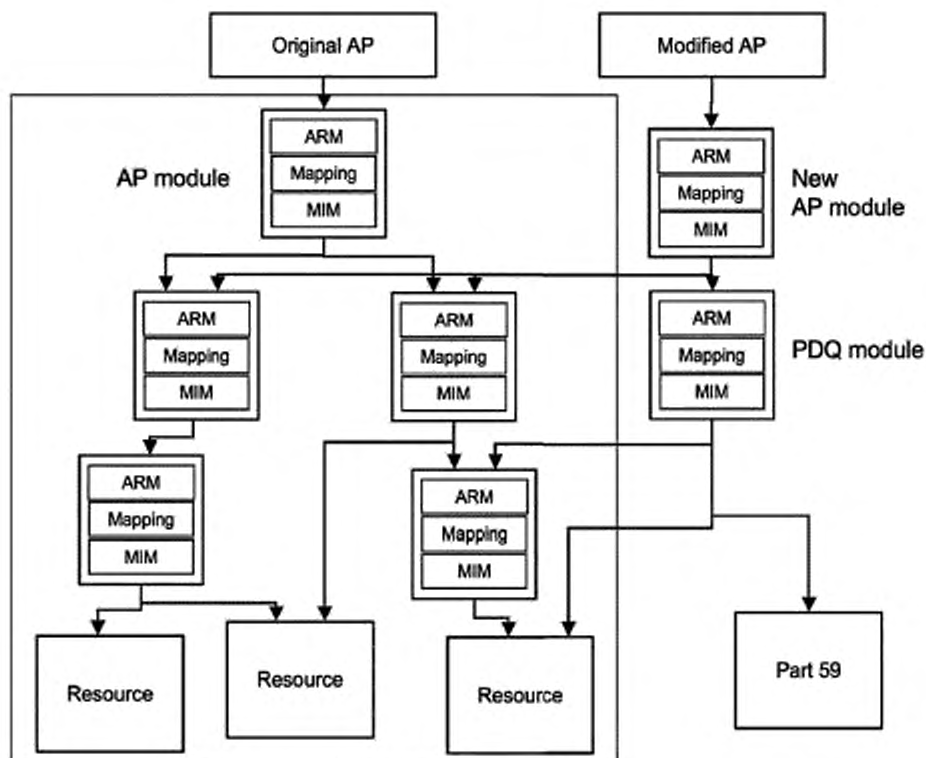 Original AP
Modified AP
AP module
ARM
Mapping
MIM
ARM
Mapping
MIM
New
AP module
ARM
Mapping
MIM
ARM
Mapping
MIM
ARM
Mapping
MIM
PDQ module
ARM
Mapping
MIM
ARM
Mapping
MIM
Resource
Resource
Resource
Part 59